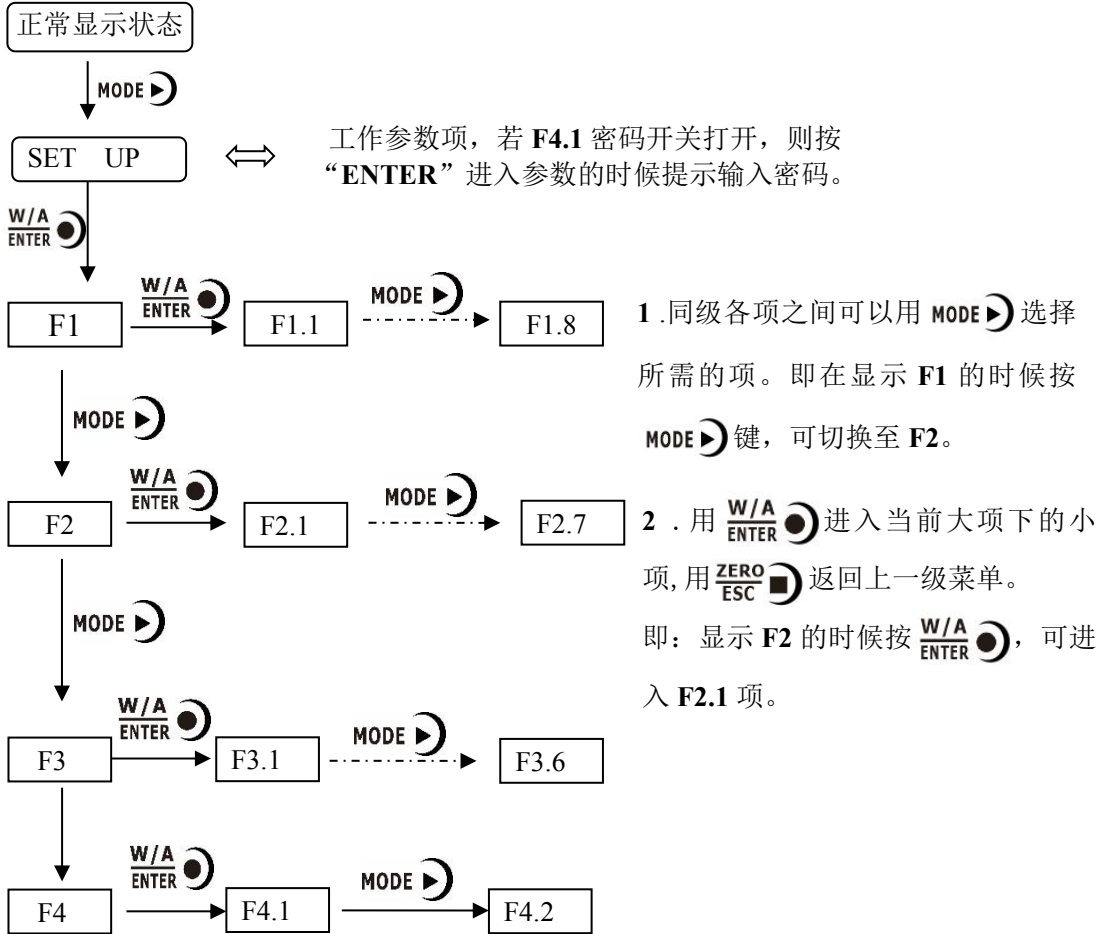 正常显示状态
MODE
SET UP
工作参数项，若 F4.1 密码开关打开，则按
“ENTER”进入参数的时候提示输入密码。
W/A
ENTER
F1
W/A
ENTER
F1.1
MODE
F1.8
1 .同级各项之间可以用 MODE 选择
所需的项。即在显示 F1 的时候按
MODE 键，可切换至 F2。
MODE
F2
W/A
ENTER
F2.1
MODE
F2.7
2 . 用 W/A ENTER 进入当前大项下的小
项,用 ZERO ESC 返回上一级菜单。
即：显示 F2 的时候按 W/A ENTER ，可进
入 F2.1 项。
MODE
F3
W/A
ENTER
F3.1
MODE
F3.6
F4
W/A
ENTER
F4.1
MODE
F4.2